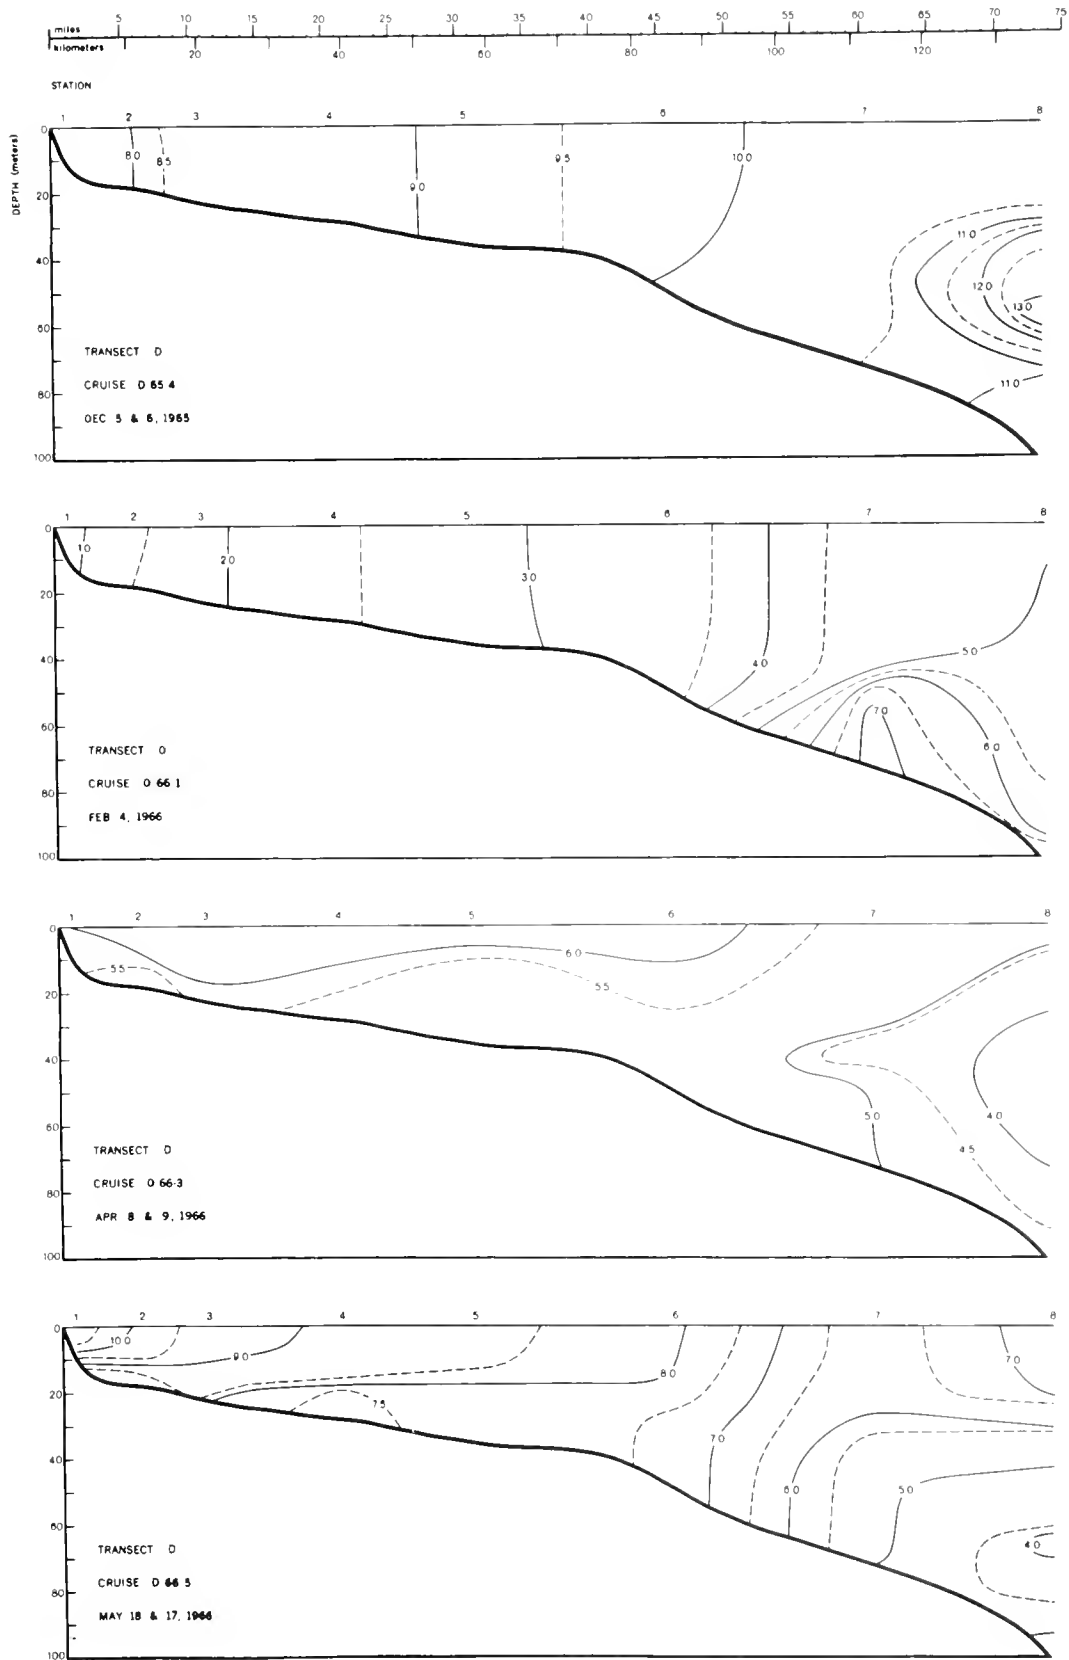 miles 5 10 15 20 25 30 35 40 45 50 55 60 65 70 75
kilometers 20 40 60 80 100 120
STATION
1 2 3 4 5 6 7 8
DEPTH (meters)
0 20 40 60 80 100
8.0 8.5 9.0 9.5 10.0 11.0 12.0 13.0 11.0
TRANSECT D
CRUISE D 65 4
DEC 5 & 6, 1965
1 2 3 4 5 6 7 8
0 20 40 60 80 100
1.0 2.0 3.0 4.0 5.0 6.0 7.0
TRANSECT D
CRUISE D 66 1
FEB 4, 1966
1 2 3 4 5 6 7 8
0 20 40 60 80 100
5.5 6.0 5.5 5.0 4.5 4.0
TRANSECT D
CRUISE D 66-3
APR 8 & 9, 1966
1 2 3 4 5 6 7 8
0 20 40 60 80 100
10.0 9.0 7.5 8.0 7.0 6.0 5.0 7.0 4.0
TRANSECT D
CRUISE D 66 5
MAY 18 & 17, 1966